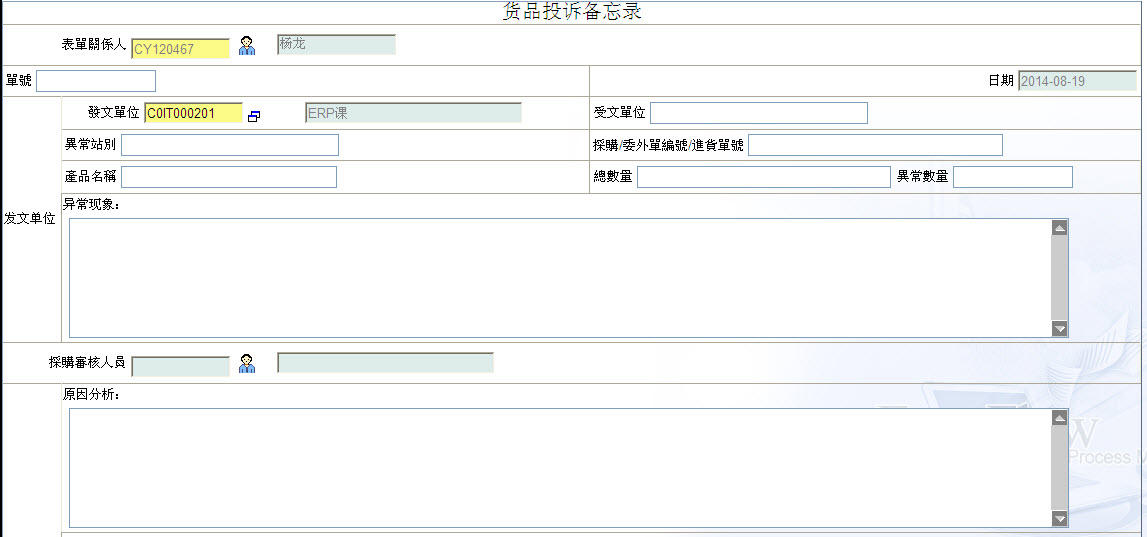 货品投诉备忘录
表單關係人 CY120467 杨龙
單號 日期 2014-08-19
發文單位 C0IT000201 ERP课 受文單位
異常站別 採購/委外單編號/進貨單號
產品名稱 總數量 異常數量
发文单位
异常现象：
採購審核人員
原因分析：
W
Process M